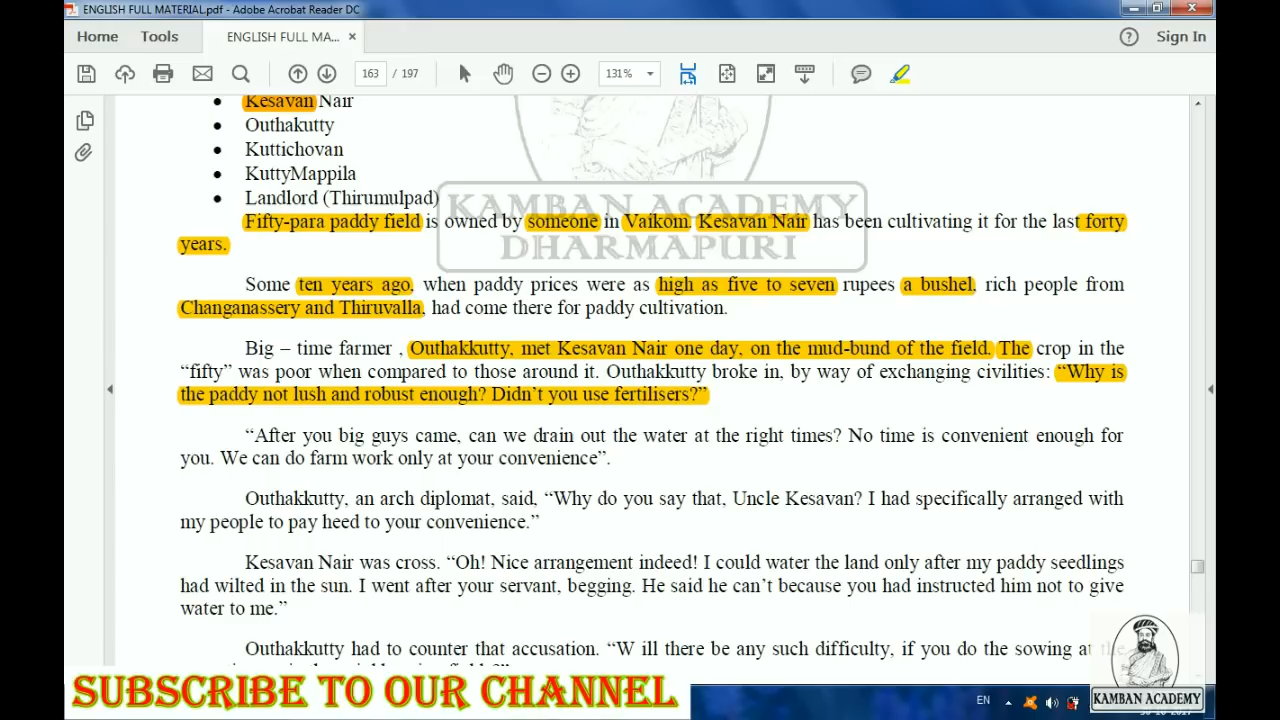 ENGLISH FULL MATERIAL.pdf - Adobe Acrobat Reader DC
Home Tools ENGLISH FULL MA... × Sign In
163 / 197 131%
• Kesavan Nair
• Outhakutty
• Kuttichovan
• KuttyMappila
• Landlord (Thirumulpad)
KAMBAN ACADEMY
DHARMAPURI
Fifty-para paddy field is owned by someone in Vaikom. Kesavan Nair has been cultivating it for the last forty
years.
Some ten years ago, when paddy prices were as high as five to seven rupees a bushel, rich people from
Changanassery and Thiruvalla, had come there for paddy cultivation.
Big – time farmer , Outhakkutty, met Kesavan Nair one day, on the mud-bund of the field. The crop in the
“fifty” was poor when compared to those around it. Outhakkutty broke in, by way of exchanging civilities: “Why is
the paddy not lush and robust enough? Didn’t you use fertilisers?”
“After you big guys came, can we drain out the water at the right times? No time is convenient enough for
you. We can do farm work only at your convenience”.
Outhakkutty, an arch diplomat, said, “Why do you say that, Uncle Kesavan? I had specifically arranged with
my people to pay heed to your convenience.”
Kesavan Nair was cross. “Oh! Nice arrangement indeed! I could water the land only after my paddy seedlings
had wilted in the sun. I went after your servant, begging. He said he can’t because you had instructed him not to give
water to me.”
Outhakkutty had to counter that accusation. “W ill there be any such difficulty, if you do the sowing at the
SUBSCRIBE TO OUR CHANNEL
EN
KAMBAN ACADEMY